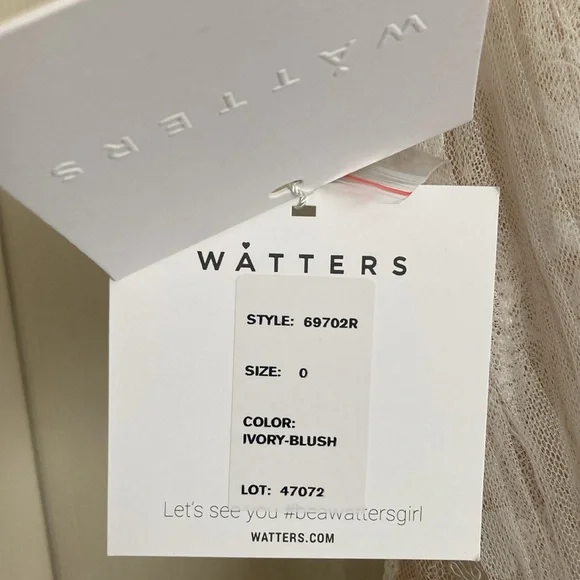 WATTERS
WATTERS
STYLE: 69702R
SIZE: 0
COLOR:
IVORY-BLUSH
LOT: 47072
Let's see you #beawattersgirl
WATTERS.COM